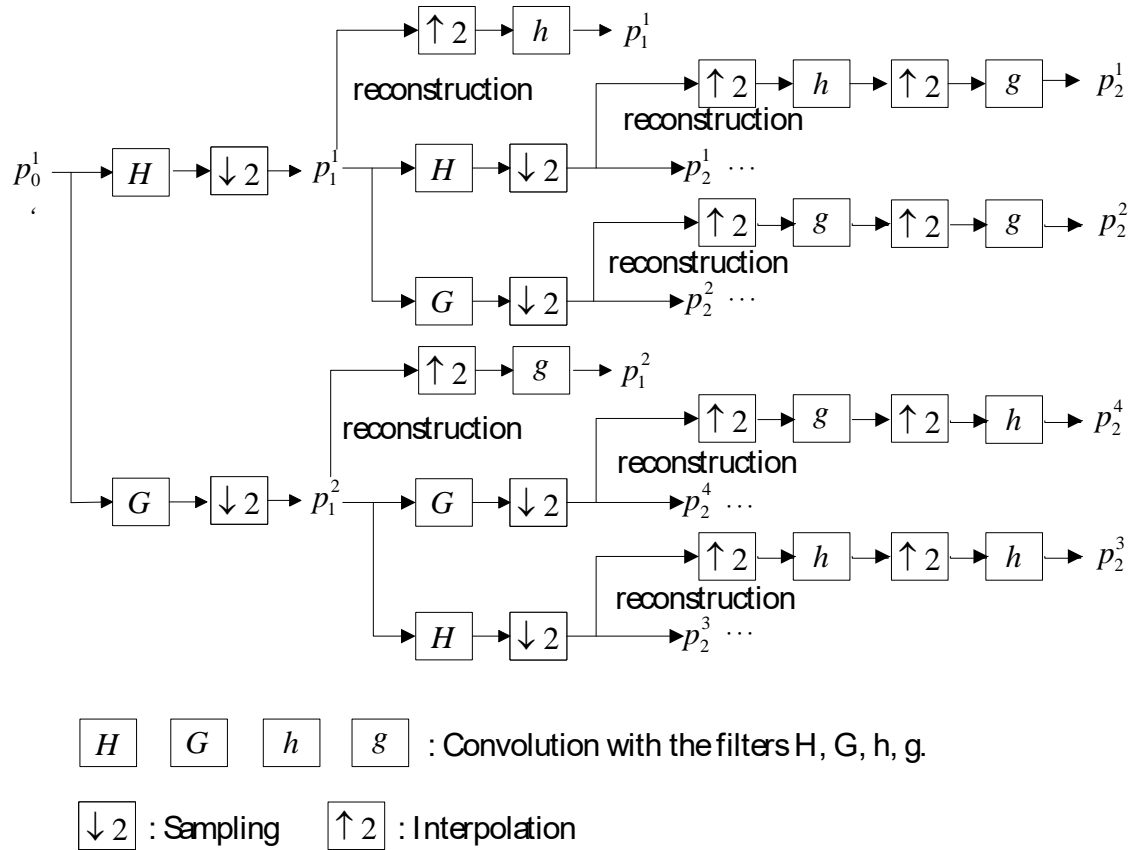 ↑ 2 h p_1^1
reconstruction
↑ 2 h ↑ 2 g p_2^1
reconstruction
p_0^1 H ↓ 2 p_1^1 H ↓ 2 p_2^1 ...
‘
↑ 2 g ↑ 2 g p_2^2
reconstruction
G ↓ 2 p_2^2 ...
↑ 2 g p_1^2
reconstruction
↑ 2 g ↑ 2 h p_2^4
reconstruction
G ↓ 2 p_1^2 G ↓ 2 p_2^4 ...
↑ 2 h ↑ 2 h p_2^3
reconstruction
H ↓ 2 p_2^3 ...
H G h g : Convolution with the filters H, G, h, g.
↓ 2 : Sampling ↑ 2 : Interpolation